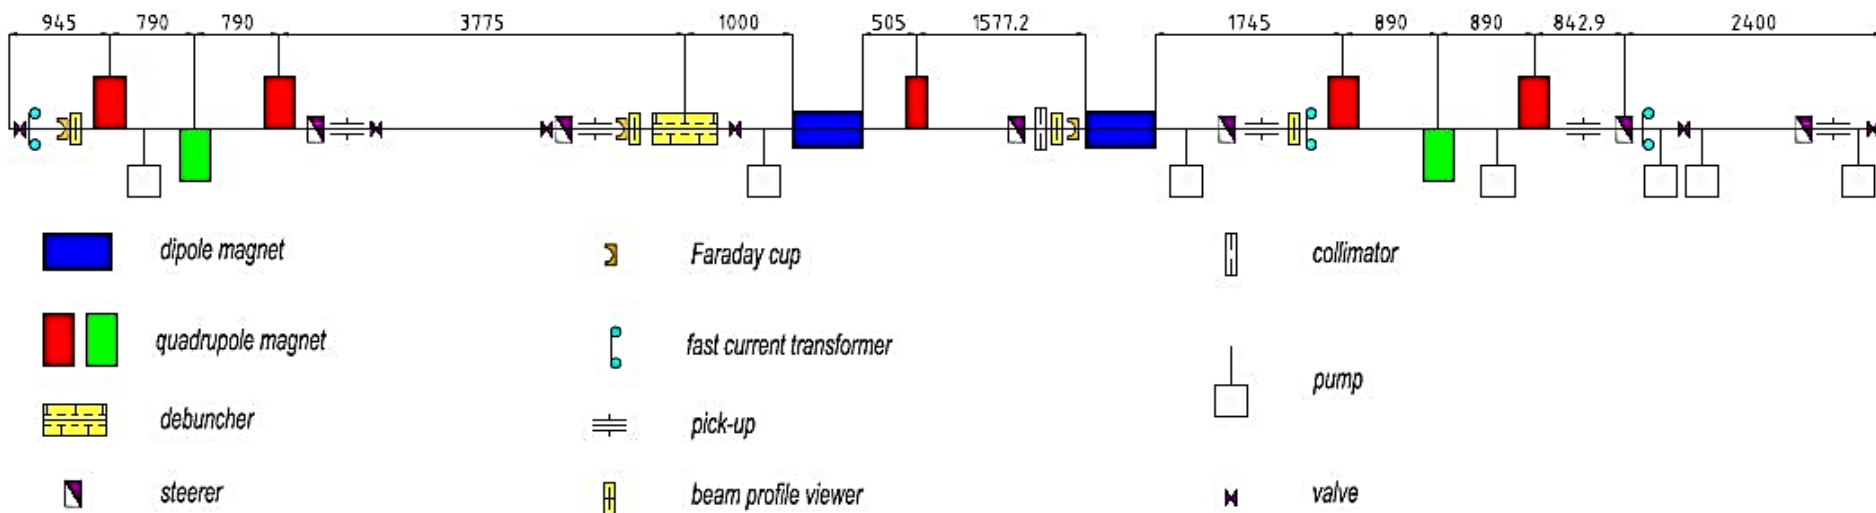 945 790 790 3775 1000 505 1577.2 1745 890 890 842.9 2400
dipole magnet Faraday cup collimator
quadrupole magnet fast current transformer
pump
debuncher pick-up
steerer beam profile viewer valve